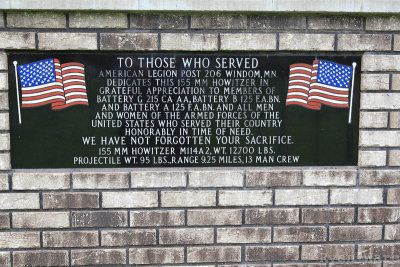 TO THOSE WHO SERVED
AMERICAN LEGION POST 206 WINDOM, MN.
DEDICATES THIS 155 MM HOWITZER IN
GRATEFUL APPRECIATION TO MEMBERS OF
BATTERY G 215 CA AA, BATTERY B 125 F.A.BN.
AND BATTERY A 125 F.A.BN. AND ALL MEN
AND WOMEN OF THE ARMED FORCES OF THE
UNITED STATES WHO SERVED THEIR COUNTRY
HONORABLY IN TIME OF NEED.
WE HAVE NOT FORGOTTEN YOUR SACRIFICE.
155 MM HOWITZER M114A2, WT. 12700 LBS.
PROJECTILE WT. 95 LBS., RANGE 9.25 MILES, 13 MAN CREW